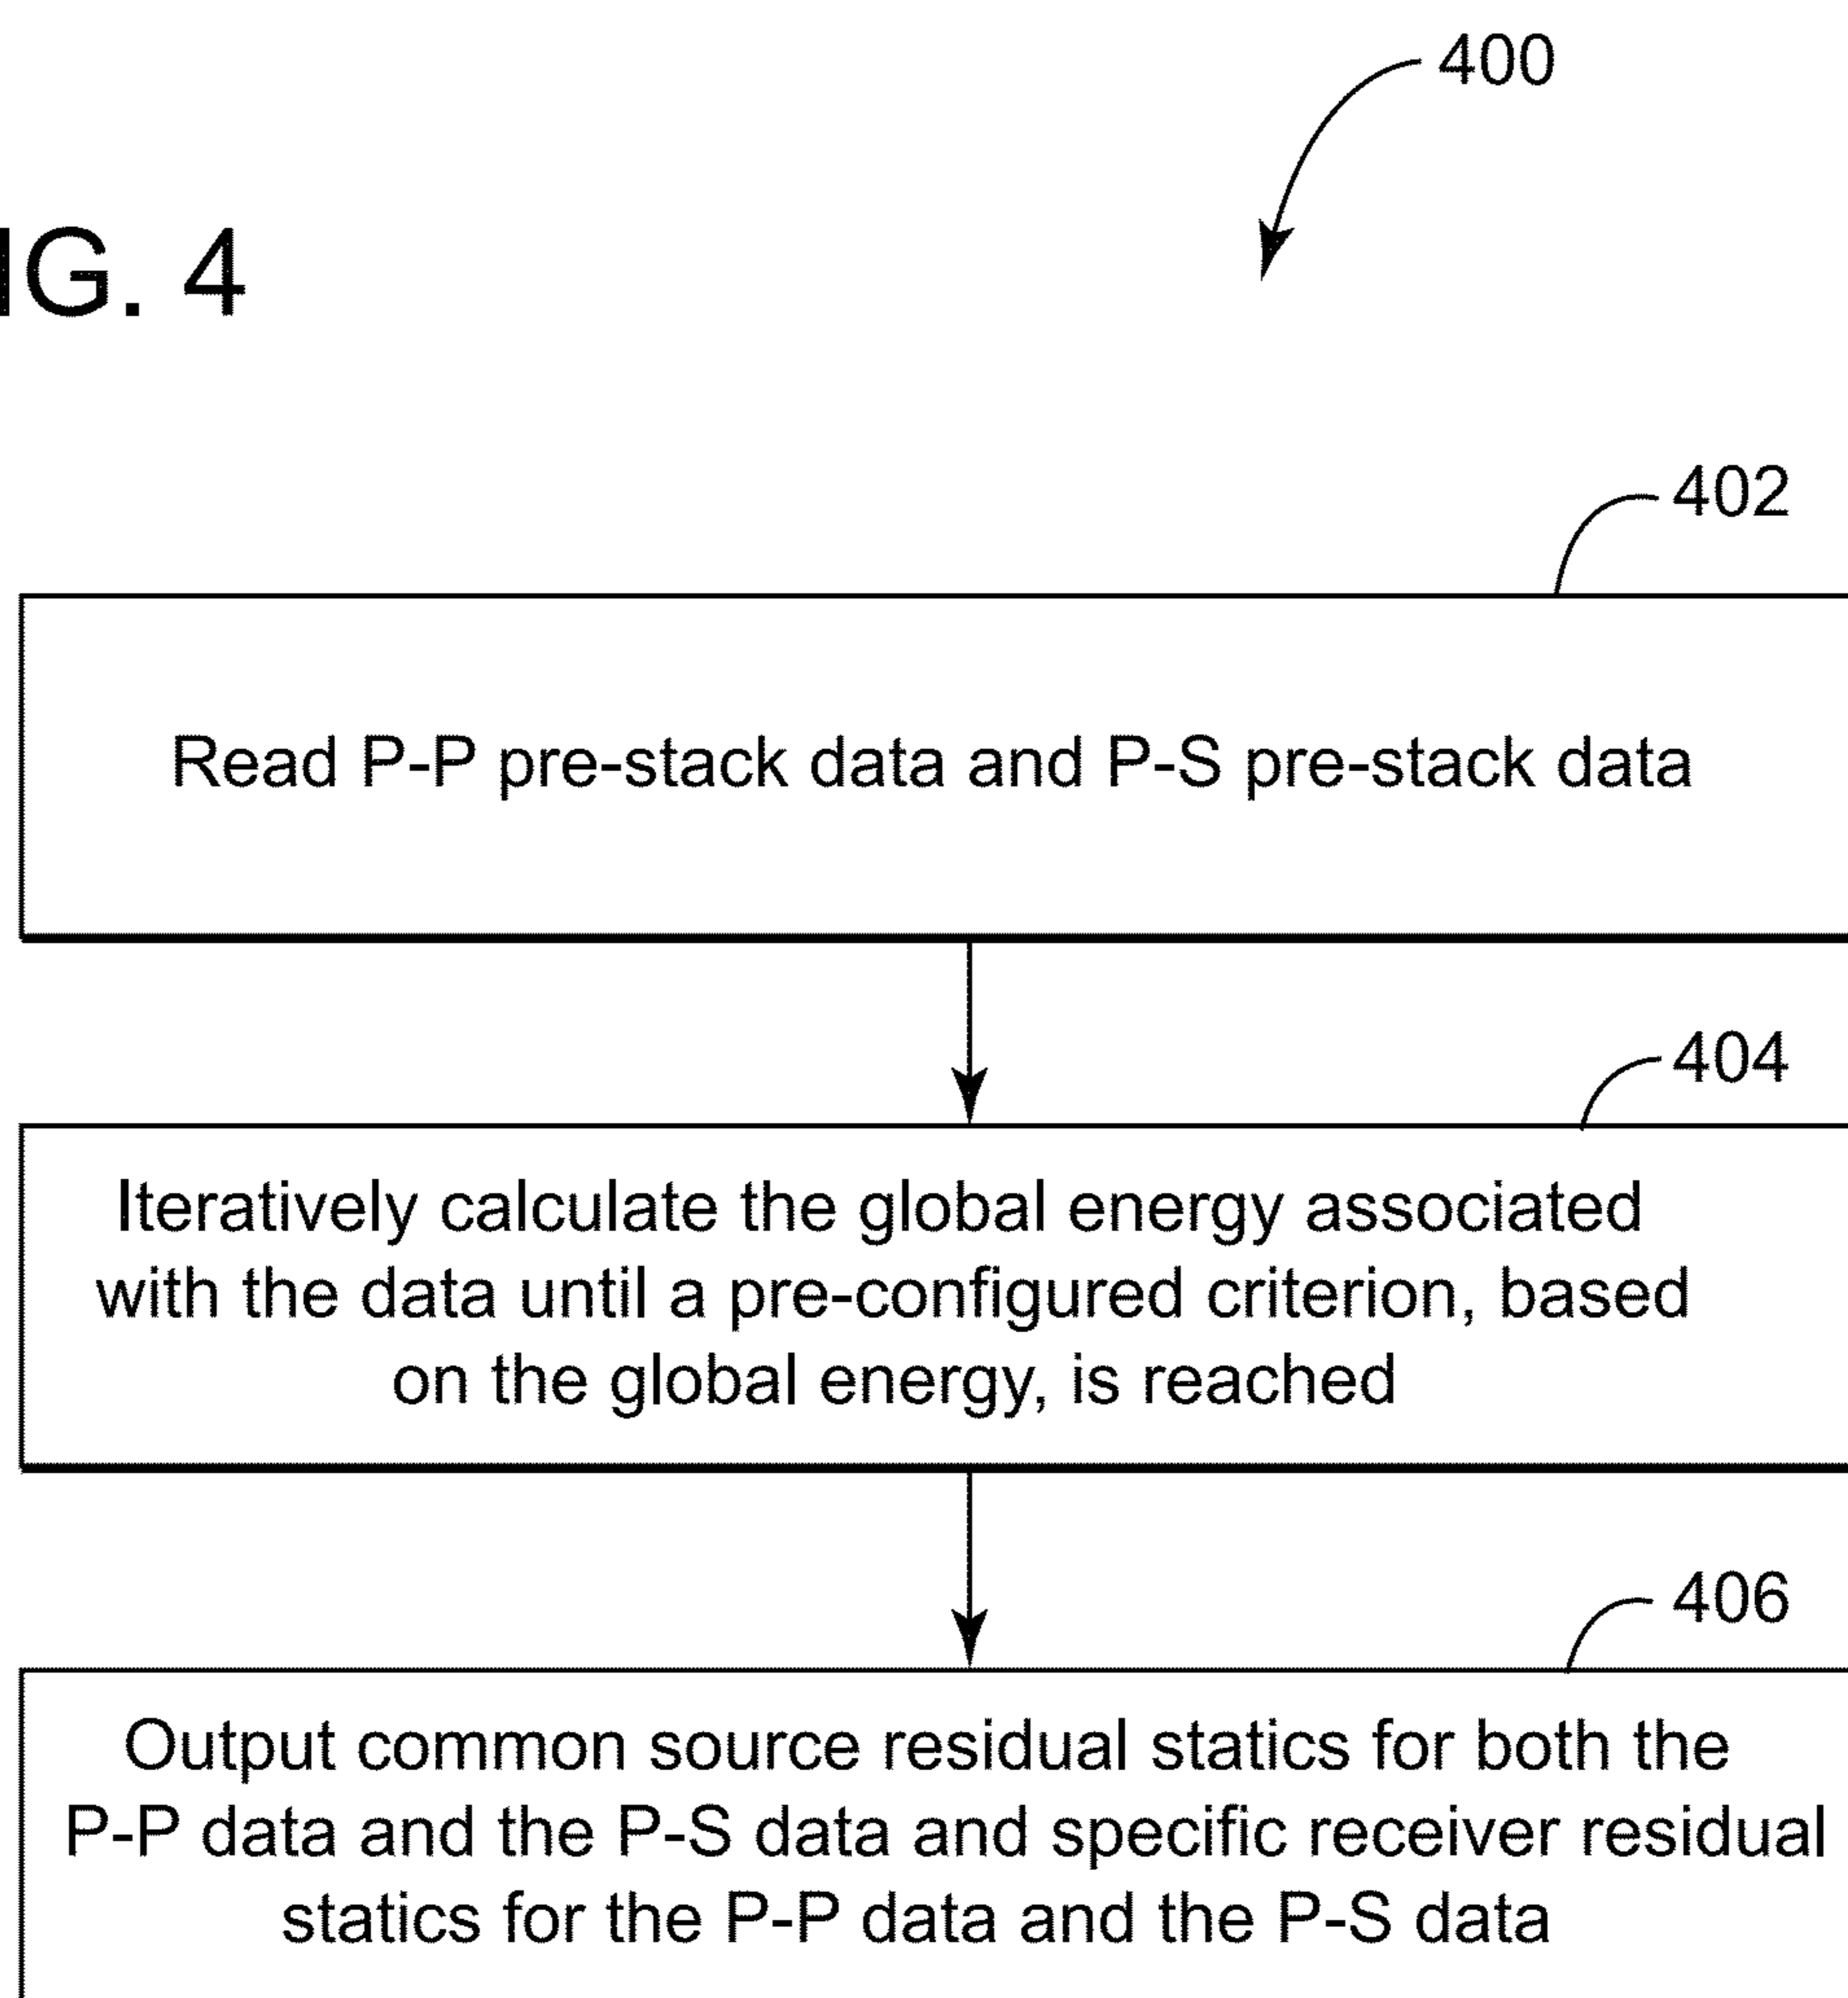 400
IG. 4
402
Read P-P pre-stack data and P-S pre-stack data
404
Iteratively calculate the global energy associated
with the data until a pre-configured criterion, based
on the global energy, is reached
406
Output common source residual statics for both the
P-P data and the P-S data and specific receiver residual
statics for the P-P data and the P-S data